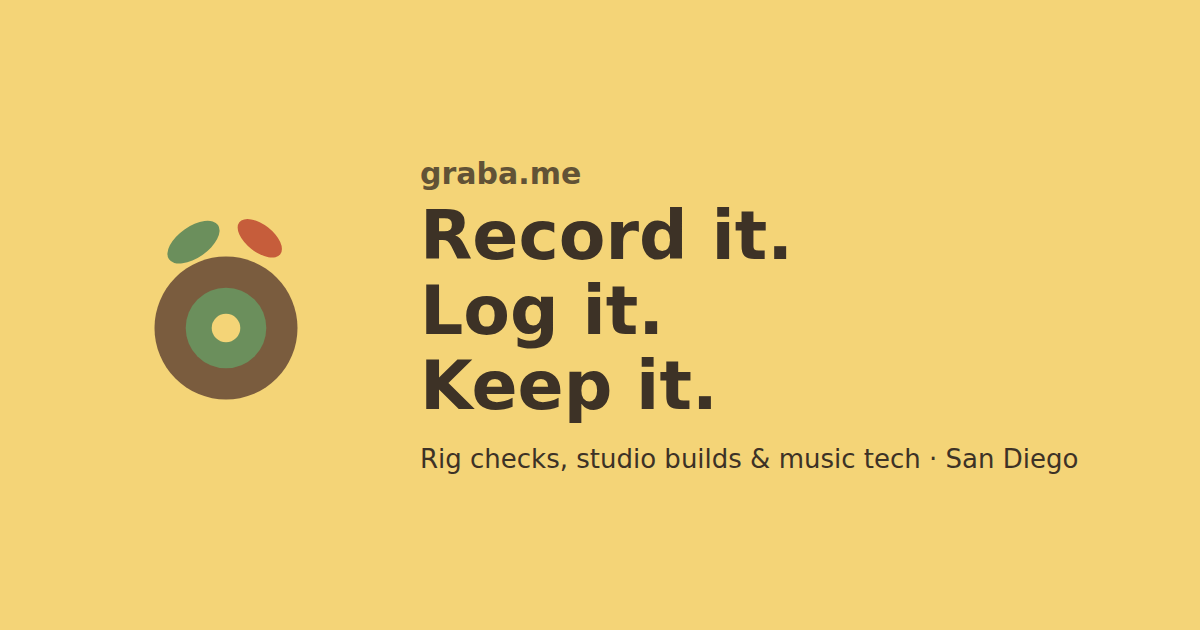 graba.me
Record it.
Log it.
Keep it.
Rig checks, studio builds & music tech · San Diego